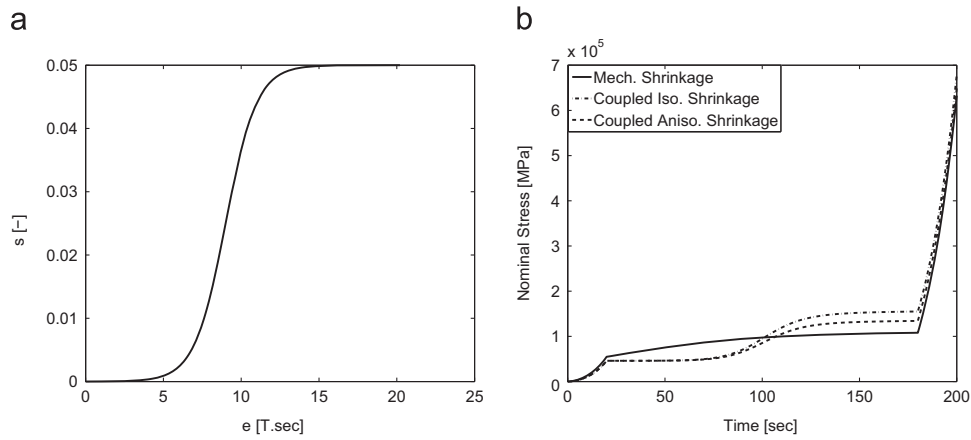 a
0.05
0.04
0.03
0.02
0.01
0
s [−]
0 5 10 15 20 25
e [T.sec]
b
x 10^5
7
6
5
4
3
2
1
0
Nominal Stress [MPa]
Mech. Shrinkage
Coupled Iso. Shrinkage
Coupled Aniso. Shrinkage
0 50 100 150 200
Time [sec]